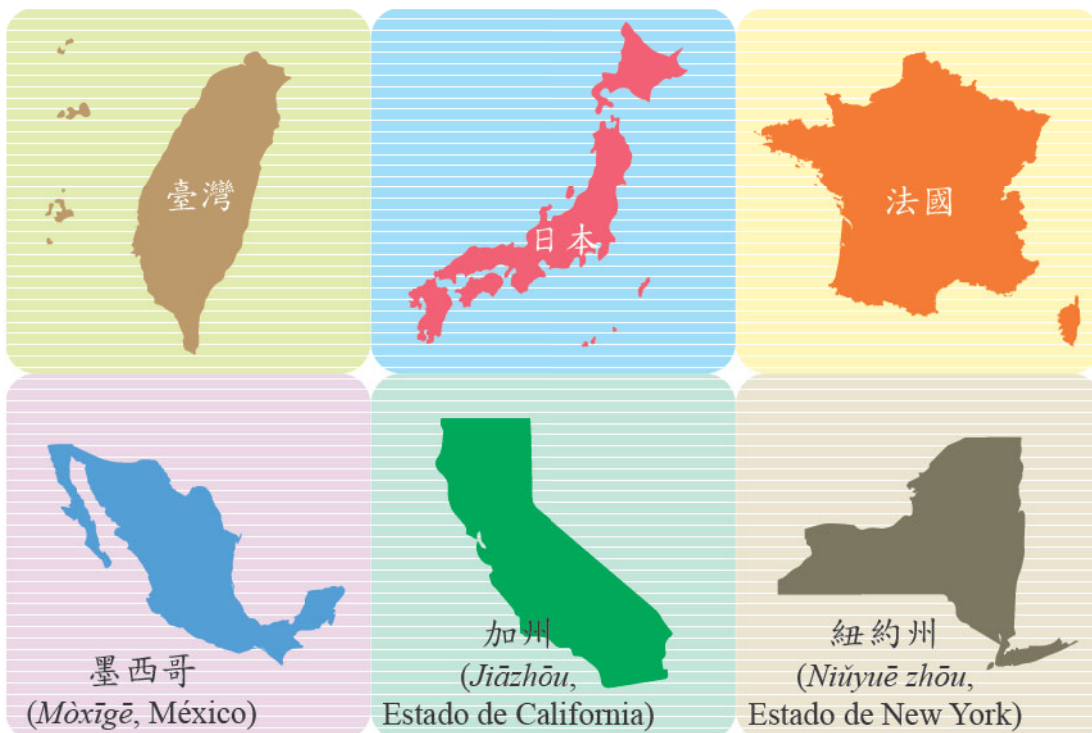 臺灣
日本
法國
墨西哥
(Mòxīgē, México)
加州
(Jiāzhōu,
Estado de California)
紐約州
(Niǔyuē zhōu,
Estado de New York)